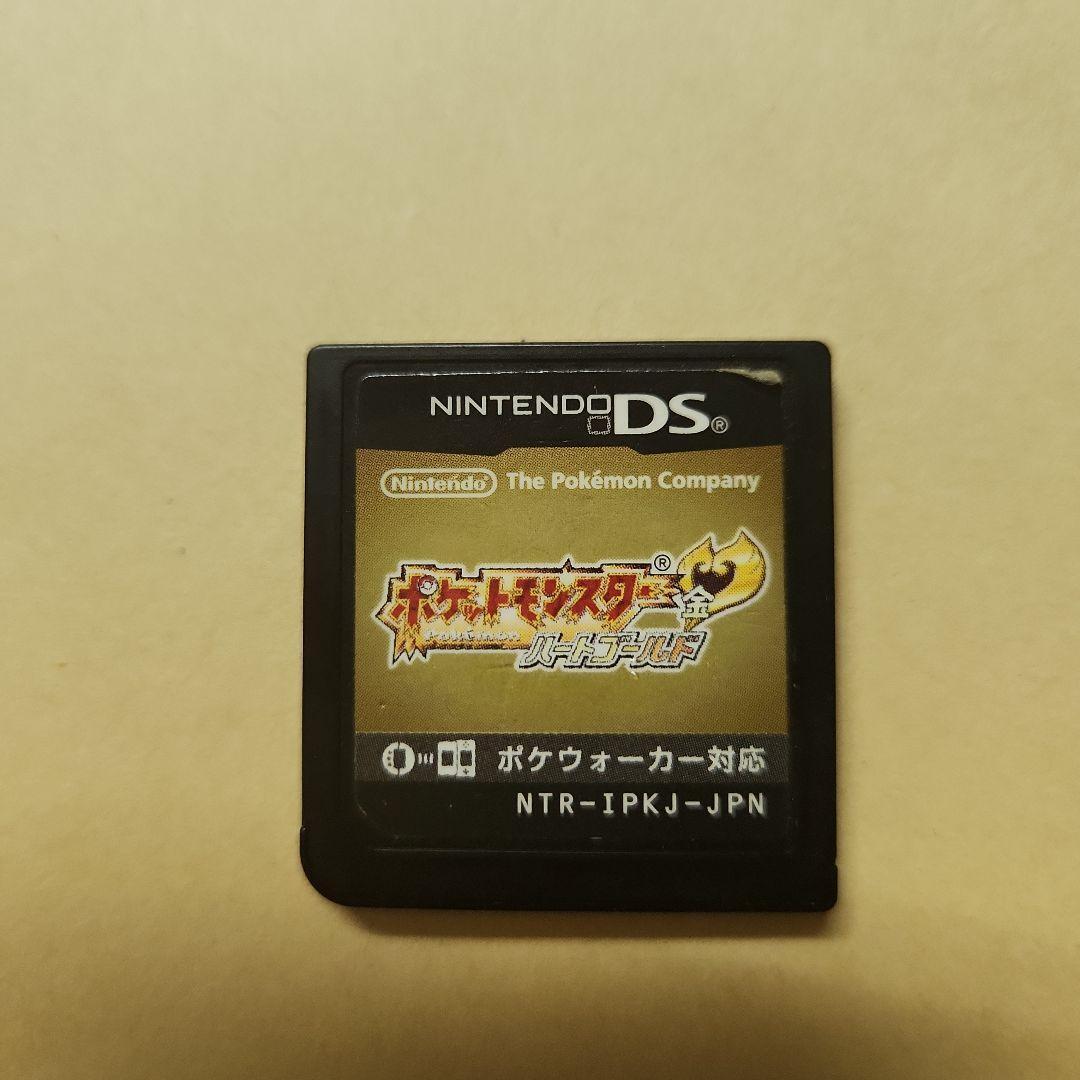 NINTENDO DS®
Nintendo® The Pokémon Company
ポケットモンスター®
Pokémon
金
ハートゴールド
ポケウォーカー対応
NTR-IPKJ-JPN